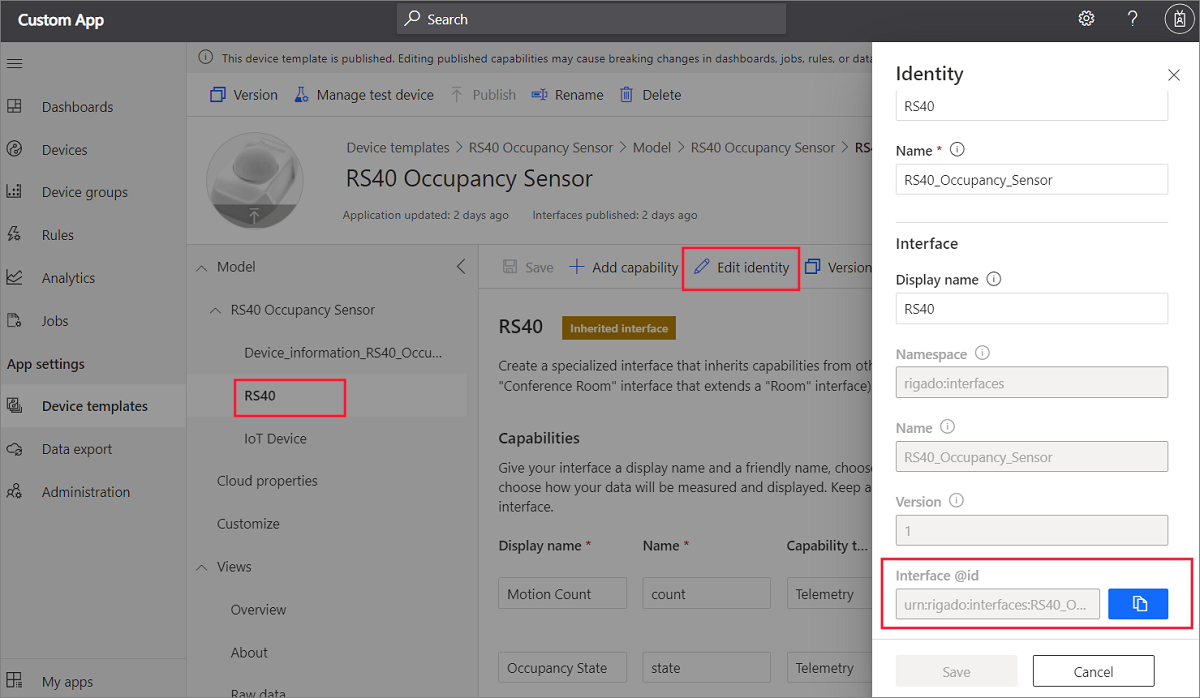 Custom App
Search
This device template is published. Editing published capabilities may cause breaking changes in dashboards, jobs, rules, or data
Version
Manage test device
Publish
Rename
Delete
Dashboards
Devices
Device groups
Rules
Analytics
Jobs
App settings
Device templates
Data export
Administration
My apps
Device templates > RS40 Occupancy Sensor > Model > RS40 Occupancy Sensor > RS4
RS40 Occupancy Sensor
Application updated: 2 days ago Interfaces published: 2 days ago
Model
RS40 Occupancy Sensor
Device_information_RS40_Occu...
RS40
IoT Device
Cloud properties
Customize
Views
Overview
About
Raw data
Save
Add capability
Edit identity
Version
RS40
Inherited interface
Create a specialized interface that inherits capabilities from oth
"Conference Room" interface that extends a "Room" interface)
Capabilities
Give your interface a display name and a friendly name, choos
choose how your data will be measured and displayed. Keep a
interface.
Display name * Name * Capability t...
Motion Count count Telemetry
Occupancy State state Telemetry
Identity
RS40
Name *
RS40_Occupancy_Sensor
Interface
Display name
RS40
Namespace
rigado:interfaces
Name
RS40_Occupancy_Sensor
Version
1
Interface @id
urn:rigado:interfaces:RS40_O...
Save
Cancel